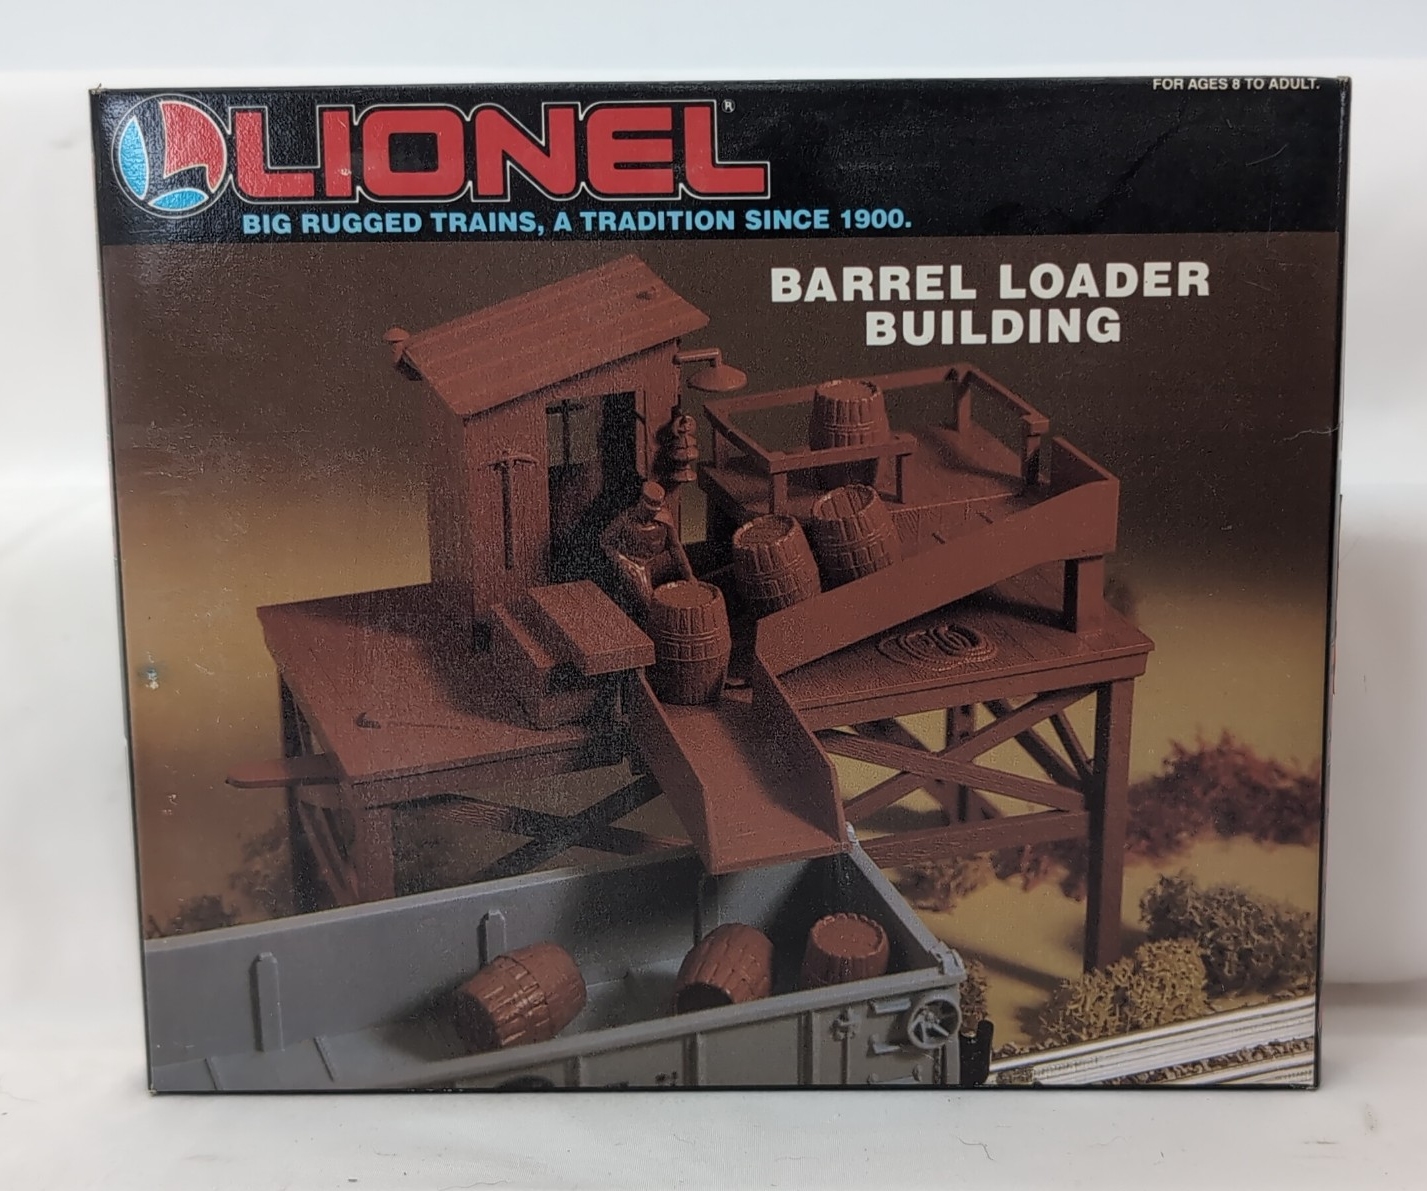 FOR AGES 8 TO ADULT.
LIONEL®
BIG RUGGED TRAINS, A TRADITION SINCE 1900.
BARREL LOADER
BUILDING